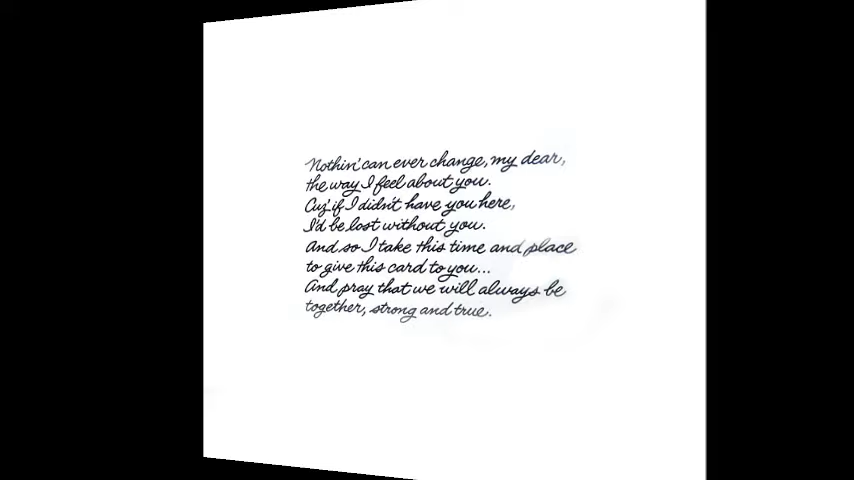 Nothin' can ever change, my dear,
the way I feel about you.
Cuz' if I didn't have you here,
I'd be lost without you.
And so I take this time and place
to give this card to you...
And pray that we will always be
together, strong and true.